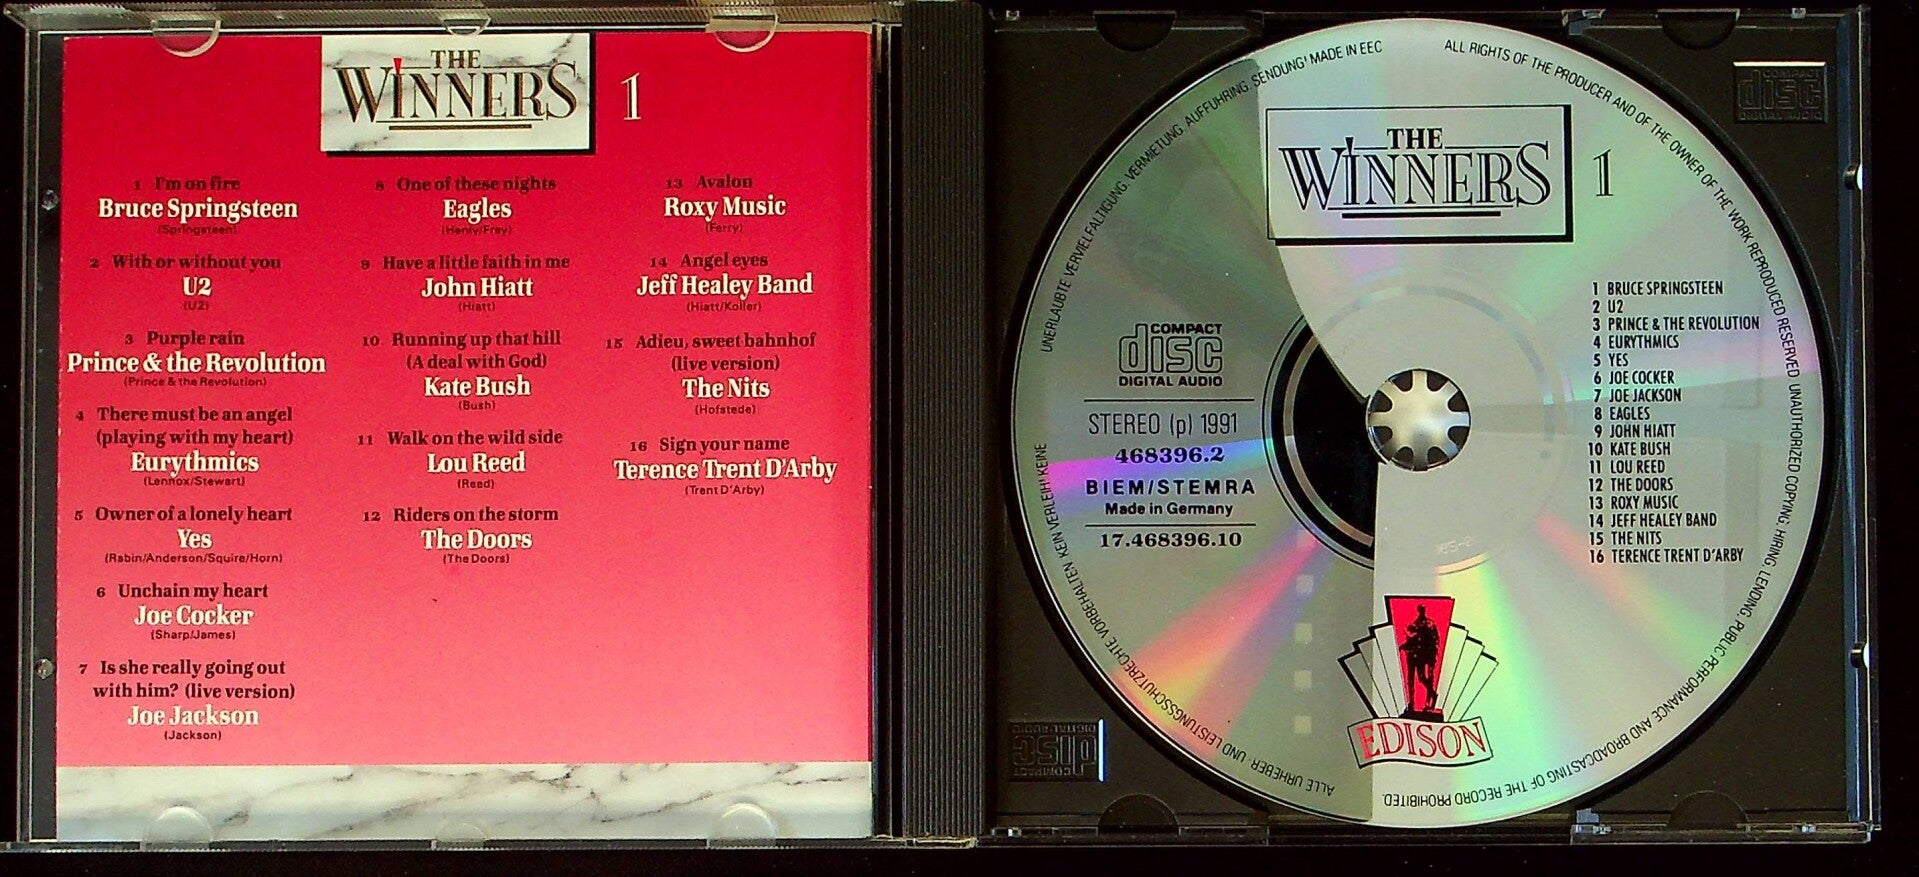 THE
WINNERS
1
1 I'm on fire
Bruce Springsteen
(Springsteen)
2 With or without you
U2
(U2)
3 Purple rain
Prince & the Revolution
(Prince & the Revolution)
4 There must be an angel
(playing with my heart)
Eurythmics
(Lennox/Stewart)
5 Owner of a lonely heart
Yes
(Rabin/Anderson/Squire/Horn)
6 Unchain my heart
Joe Cocker
(Sharp/James)
7 Is she really going out
with him? (live version)
Joe Jackson
(Jackson)
8 One of these nights
Eagles
(Henly/Frey)
9 Have a little faith in me
John Hiatt
(Hiatt)
10 Running up that hill
(A deal with God)
Kate Bush
(Bush)
11 Walk on the wild side
Lou Reed
(Reed)
12 Riders on the storm
The Doors
(The Doors)
13 Avalon
Roxy Music
(Ferry)
14 Angel eyes
Jeff Healey Band
(Hiatt/Koller)
15 Adieu, sweet bahnhof
(live version)
The Nits
(Hofstede)
16 Sign your name
Terence Trent D'Arby
(Trent D'Arby)
ALL RIGHTS OF THE PRODUCER AND OF THE OWNER OF THE WORK REPRODUCED RESERVED. UNAUTHORIZED COPYING, HIRING, LENDING, PUBLIC PERFORMANCE AND BROADCASTING OF THE RECORD PROHIBITED.
ALLE URHEBER- UND LEISTUNGSSCHUTZRECHTE VORBEHALTEN. KEIN VERLEIH! KEINE UNERLAUBTE VERVIELFÄLTIGUNG, VERMIETUNG, AUFFÜHRUNG, SENDUNG! MADE IN EEC
THE
WINNERS
1
COMPACT
disc
DIGITAL AUDIO
STEREO (p) 1991
468396.2
BIEM/STEMRA
Made in Germany
17.468396.10
1 BRUCE SPRINGSTEEN
2 U2
3 PRINCE & THE REVOLUTION
4 EURYTHMICS
5 YES
6 JOE COCKER
7 JOE JACKSON
8 EAGLES
9 JOHN HIATT
10 KATE BUSH
11 LOU REED
12 THE DOORS
13 ROXY MUSIC
14 JEFF HEALEY BAND
15 THE NITS
16 TERENCE TRENT D'ARBY
EDISON
COMPACT
disc
DIGITAL AUDIO
COMPACT
disc
DIGITAL AUDIO